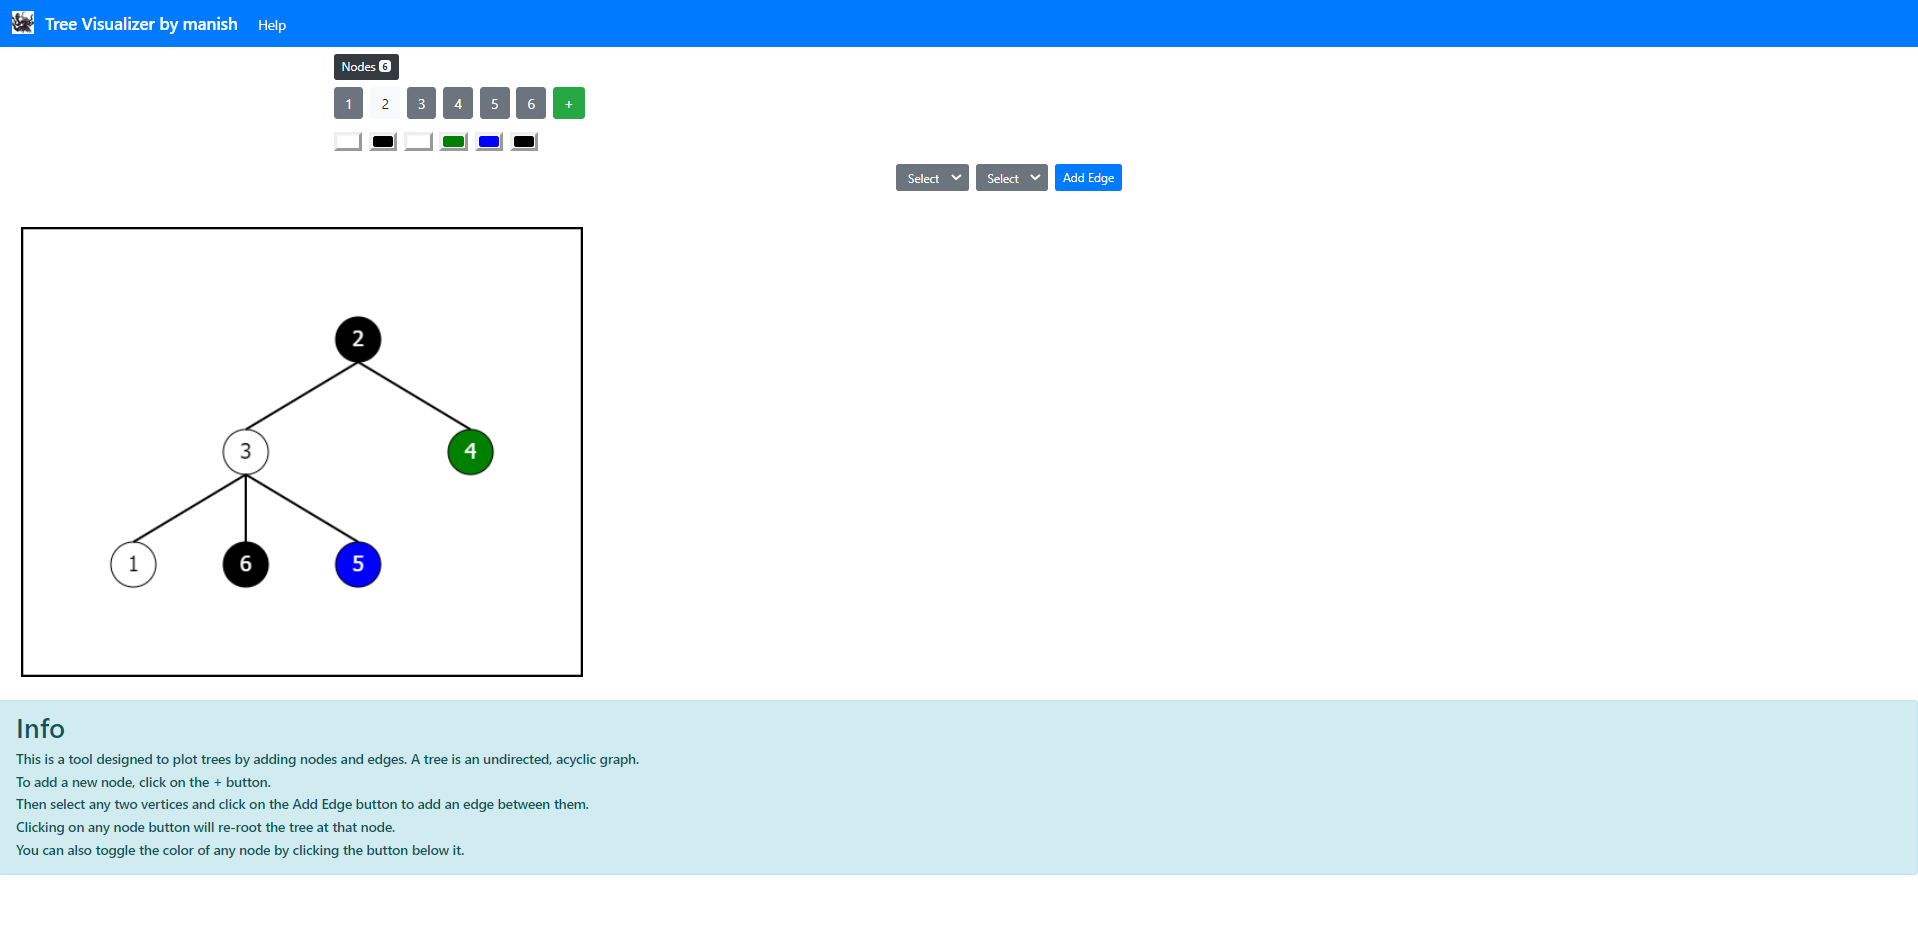 Tree Visualizer by manish Help
Nodes 6
1 2 3 4 5 6 +
Select Select Add Edge
2
3 4
1 6 5
Info
This is a tool designed to plot trees by adding nodes and edges. A tree is an undirected, acyclic graph.
To add a new node, click on the + button.
Then select any two vertices and click on the Add Edge button to add an edge between them.
Clicking on any node button will re-root the tree at that node.
You can also toggle the color of any node by clicking the button below it.